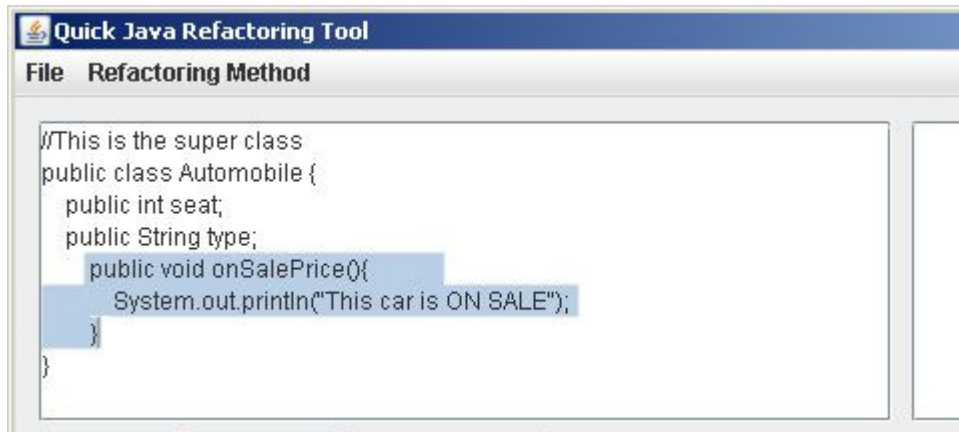 Quick Java Refactoring Tool
File Refactoring Method
//This is the super class
public class Automobile {
public int seat;
public String type;
public void onSalePrice(){
System.out.println("This car is ON SALE");
}
}